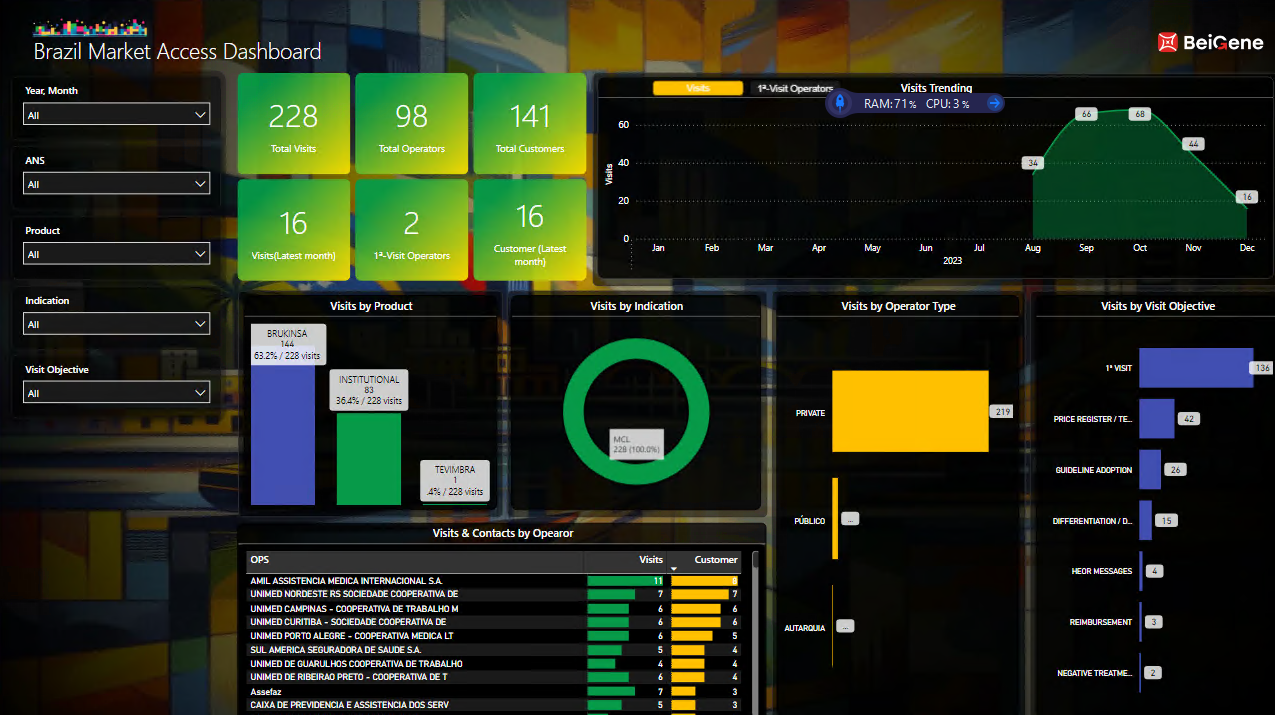 Brazil Market Access Dashboard
BeiGene
Year, Month
All
ANS
All
Product
All
Indication
All
Visit Objective
All
228
Total Visits
98
Total Operators
141
Total Customers
16
Visits(Latest month)
2
1ª-Visit Operators
16
Customer (Latest
month)
Visits
1ª-Visit Operators
Visits Trending
RAM:71% CPU:3%
Visits
60
40
20
0
34
66
68
44
16
Jan Feb Mar Apr May Jun Jul Aug Sep Oct Nov Dec
2023
Visits by Product
BRUKINSA
144
63.2% / 228 visits
INSTITUTIONAL
83
36.4% / 228 visits
TEVIMBRA
1
.4% / 228 visits
Visits by Indication
MCL
228 (100.0%)
Visits by Operator Type
PRIVATE 219
PÚBLICO ...
AUTARQUIA ...
Visits by Visit Objective
1ª VISIT 136
PRICE REGISTER / TE... 42
GUIDELINE ADOPTION 26
DIFFERENTIATION / D... 15
HEOR MESSAGES 4
REIMBURSEMENT 3
NEGATIVE TREATME... 2
Visits & Contacts by Opearor
OPS Visits Customer
AMIL ASSISTENCIA MEDICA INTERNACIONAL S.A. 11 8
UNIMED NORDESTE RS SOCIEDADE COOPERATIVA DE 7 7
UNIMED CAMPINAS - COOPERATIVA DE TRABALHO M 6 6
UNIMED CURITIBA - SOCIEDADE COOPERATIVA DE 6 6
UNIMED PORTO ALEGRE - COOPERATIVA MEDICA LT 6 5
SUL AMERICA SEGURADORA DE SAUDE S.A. 5 4
UNIMED DE GUARULHOS COOPERATIVA DE TRABALHO 4 4
UNIMED DE RIBEIRAO PRETO - COOPERATIVA DE T 6 4
Assefaz 7 3
CAIXA DE PREVIDENCIA E ASSISTENCIA DOS SERV 5 3